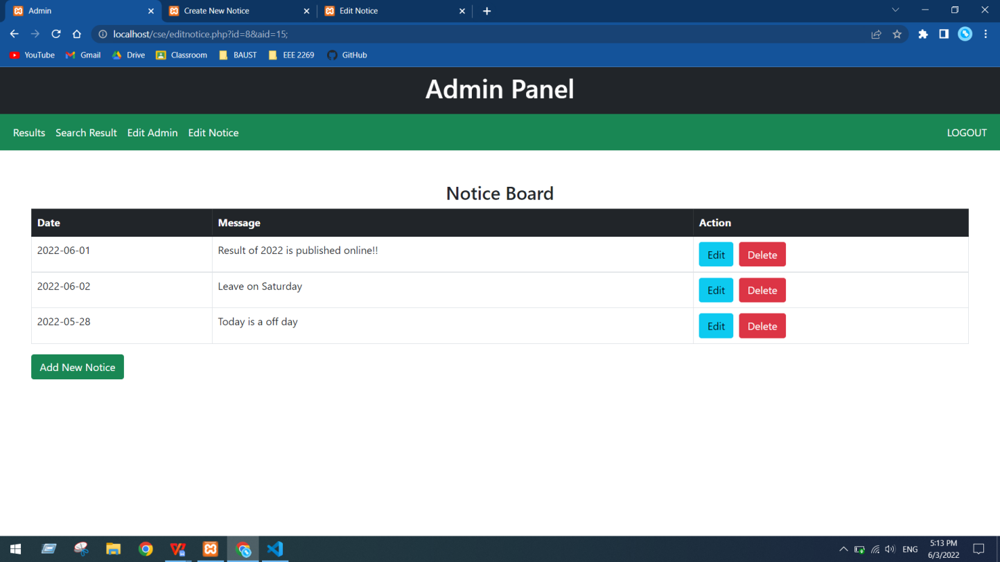 Admin
Create New Notice
Edit Notice
localhost/cse/editnotice.php?id=8&aid=15;
YouTube Gmail Drive Classroom BAUST EEE 2269 GitHub
Admin Panel
Results Search Result Edit Admin Edit Notice LOGOUT
Notice Board
Date Message Action
2022-06-01 Result of 2022 is published online!! Edit Delete
2022-06-02 Leave on Saturday Edit Delete
2022-05-28 Today is a off day Edit Delete
Add New Notice
ENG
5:13 PM
6/3/2022